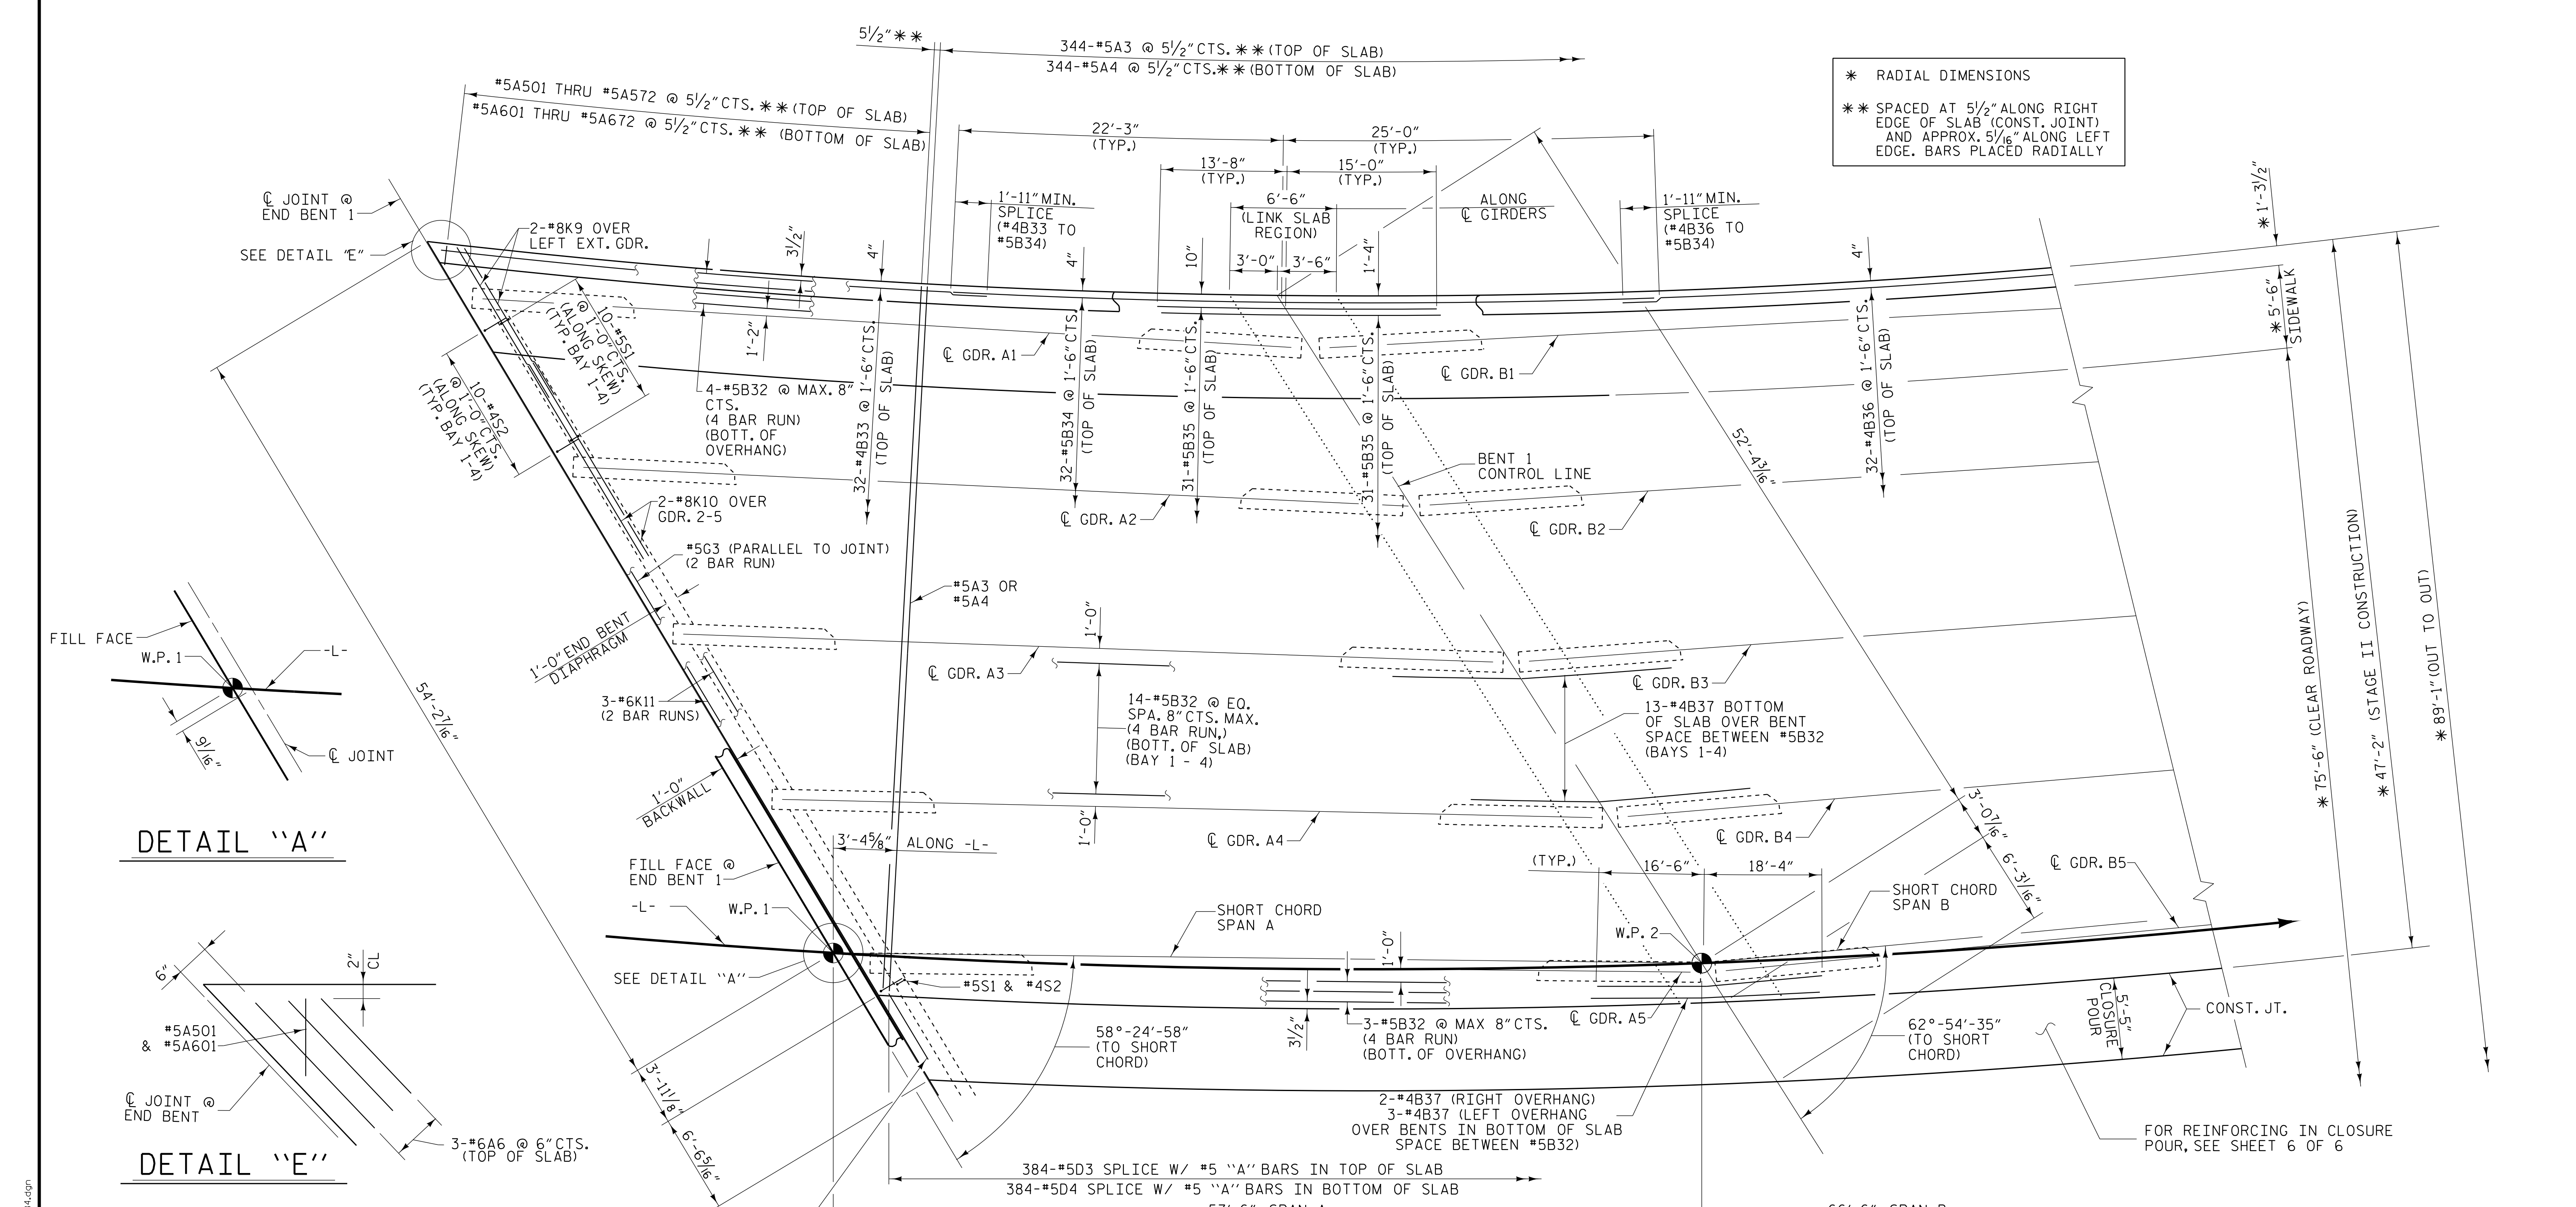 5½"✳✳
344-#5A3 @ 5½"CTS.✳✳(TOP OF SLAB)
344-#5A4 @ 5½"CTS.✳✳(BOTTOM OF SLAB)
#5A501 THRU #5A572 @ 5½"CTS.✳✳(TOP OF SLAB)
#5A601 THRU #5A672 @ 5½"CTS.✳✳ (BOTTOM OF SLAB)
✳ RADIAL DIMENSIONS
✳✳ SPACED AT 5½"ALONG RIGHT
EDGE OF SLAB (CONST. JOINT)
AND APPROX. 5⅟₁₆"ALONG LEFT
EDGE. BARS PLACED RADIALLY
22'-3"
(TYP.)
25'-0"
(TYP.)
13'-8"
(TYP.)
15'-0"
(TYP.)
6'-6"
(LINK SLAB
REGION)
3'-0"
3'-6"
ALONG
℄ GIRDERS
1'-11"MIN.
SPLICE
(#4B33 TO
#5B34)
1'-11"MIN.
SPLICE
(#4B36 TO
#5B34)
℄ JOINT @
END BENT 1
SEE DETAIL "E"
2-#8K9 OVER
LEFT EXT. GDR.
3½"
4"
4"
10"
1'-4"
4"
1'-2"
✳ 1'-3½"
✳ 5'-6"
SIDEWALK
10-#5S1
@ 1'-0"CTS.
(ALONG SKEW)
(TYP. BAY 1-4)
10-#4S2
@ 1'-0"CTS.
(ALONG SKEW)
(TYP. BAY 1-4)
4-#5B32 @ MAX. 8"
CTS.
(4 BAR RUN)
(BOTT. OF
OVERHANG)
32-#4B33 @ 1'-6"CTS.
(TOP OF SLAB)
32-#5B34 @ 1'-6"CTS.
(TOP OF SLAB)
31-#5B35 @ 1'-6"CTS.
(TOP OF SLAB)
31-#5B35 @ 1'-6"CTS.
(TOP OF SLAB)
32-#4B36 @ 1'-6"CTS.
(TOP OF SLAB)
℄ GDR. A1
℄ GDR. B1
52'-4³⁄₁₆"
BENT 1
CONTROL LINE
℄ GDR. A2
℄ GDR. B2
2-#8K10 OVER
GDR. 2-5
#5G3 (PARALLEL TO JOINT)
(2 BAR RUN)
#5A3 OR
#5A4
1'-0"END BENT
DIAPHRAGM
1'-0"
℄ GDR. A3
℄ GDR. B3
3-#6K11
(2 BAR RUNS)
14-#5B32 @ EQ.
SPA. 8"CTS. MAX.
(4 BAR RUN,)
(BOTT. OF SLAB)
(BAY 1 - 4)
13-#4B37 BOTTOM
OF SLAB OVER BENT
SPACE BETWEEN #5B32
(BAYS 1-4)
✳ 75'-6" (CLEAR ROADWAY)
✳ 47'-2" (STAGE II CONSTRUCTION)
✳ 89'-1"(OUT TO OUT)
54'-2⁷⁄₁₆"
FILL FACE
W.P. 1
-L-
9⁄₁₆"
℄ JOINT
DETAIL "A"
1'-0"
BACKWALL
1'-0"
℄ GDR. A4
℄ GDR. B4
3'-0⁷⁄₁₆"
6'-3⅟₁₆"
3'-4⅝" ALONG -L-
FILL FACE @
END BENT 1
-L-
W.P. 1
SEE DETAIL "A"
SHORT CHORD
SPAN A
(TYP.)
16'-6"
18'-4"
W.P. 2
SHORT CHORD
SPAN B
℄ GDR. B5
#5S1 & #4S2
1'-0"
3½"
3-#5B32 @ MAX 8"CTS.
(4 BAR RUN)
(BOTT. OF OVERHANG)
℄ GDR. A5
58°-24'-58"
(TO SHORT
CHORD)
62°-54'-35"
(TO SHORT
CHORD)
5'-5"
CLOSURE
POUR
CONST. JT.
6"
2"
CL
#5A501
& #5A601
℄ JOINT @
END BENT
3-#6A6 @ 6"CTS.
(TOP OF SLAB)
DETAIL "E"
3'-11⅛"
6'-6⁵⁄₁₆"
2-#4B37 (RIGHT OVERHANG)
3-#4B37 (LEFT OVERHANG
OVER BENTS IN BOTTOM OF SLAB
SPACE BETWEEN #5B32)
FOR REINFORCING IN CLOSURE
POUR, SEE SHEET 6 OF 6
384-#5D3 SPLICE W/ #5 "A" BARS IN TOP OF SLAB
384-#5D4 SPLICE W/ #5 "A" BARS IN BOTTOM OF SLAB